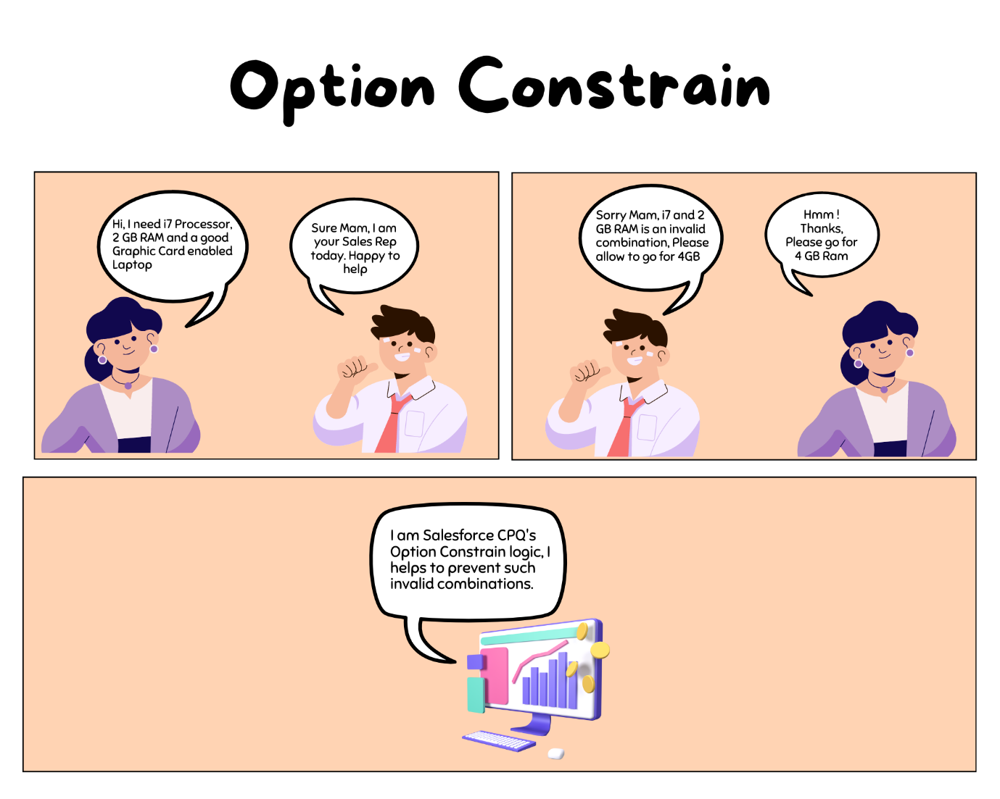 Option Constrain
Hi, I need i7 Processor,
2 GB RAM and a good
Graphic Card enabled
Laptop
Sure Mam, I am
your Sales Rep
today. Happy to
help
Sorry Mam, i7 and 2
GB RAM is an invalid
combination, Please
allow to go for 4GB
Hmm !
Thanks,
Please go for
4 GB Ram
I am Salesforce CPQ's
Option Constrain logic, I
helps to prevent such
invalid combinations.